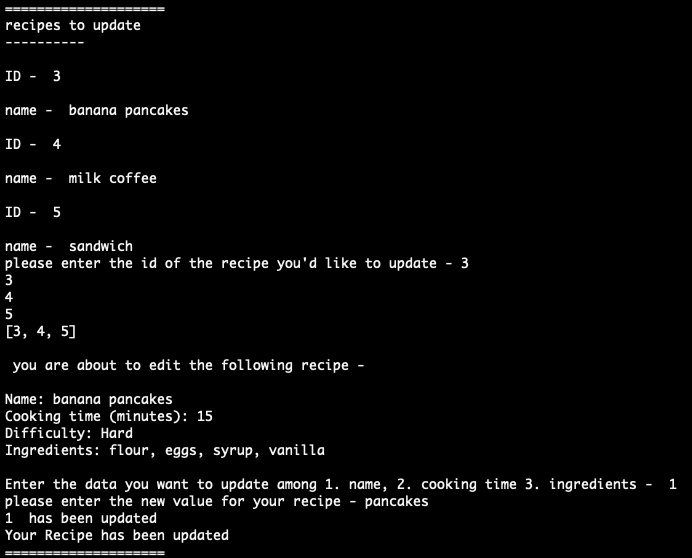 ====================
recipes to update
----------
ID -  3
name -  banana pancakes
ID -  4
name -  milk coffee
ID -  5
name -  sandwich
please enter the id of the recipe you'd like to update - 3
3
4
5
[3, 4, 5]
you are about to edit the following recipe -
Name: banana pancakes
Cooking time (minutes): 15
Difficulty: Hard
Ingredients: flour, eggs, syrup, vanilla
Enter the data you want to update among 1. name, 2. cooking time 3. ingredients -  1
please enter the new value for your recipe - pancakes
1  has been updated
Your Recipe has been updated
====================